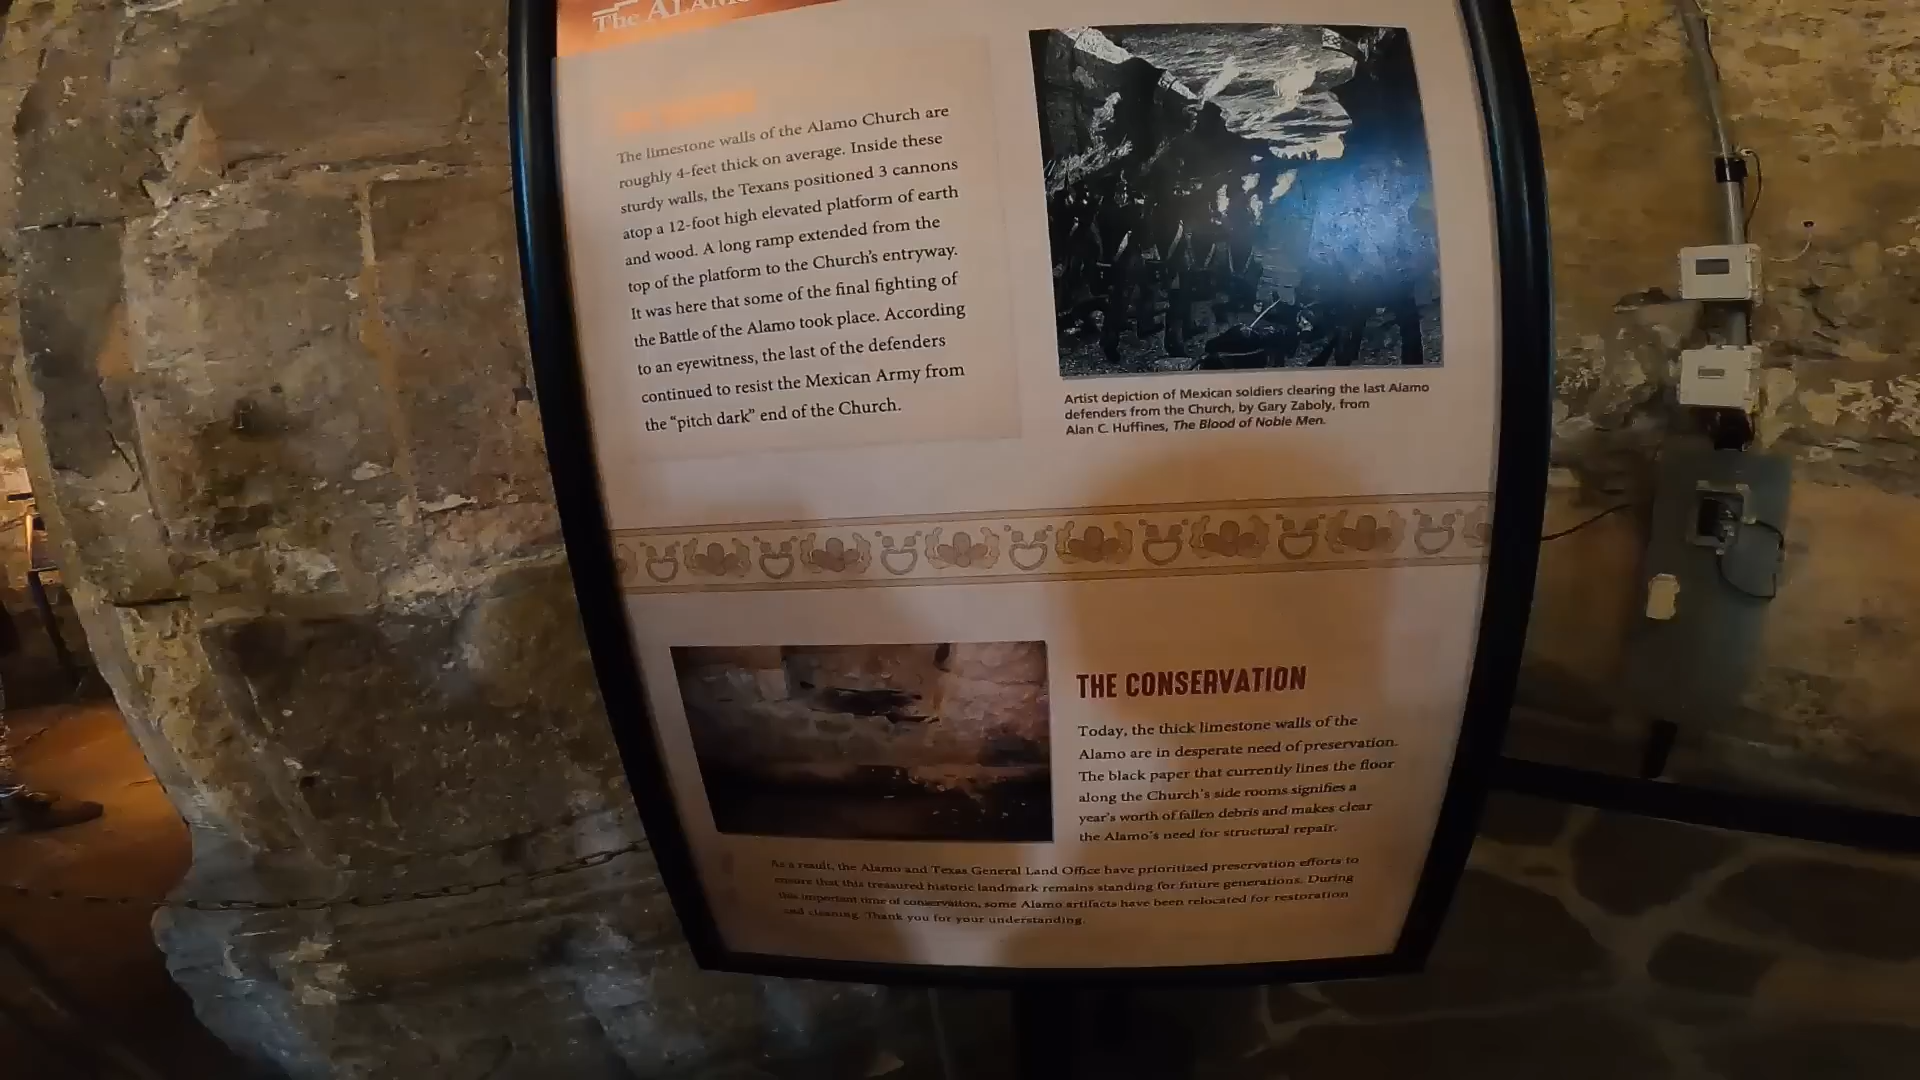 The ALAMO
The limestone walls of the Alamo Church are
roughly 4-feet thick on average. Inside these
sturdy walls, the Texans positioned 3 cannons
atop a 12-foot high elevated platform of earth
and wood. A long ramp extended from the
top of the platform to the Church's entryway.
It was here that some of the final fighting of
the Battle of the Alamo took place. According
to an eyewitness, the last of the defenders
continued to resist the Mexican Army from
the "pitch dark" end of the Church.
Artist depiction of Mexican soldiers clearing the last Alamo
defenders from the Church, by Gary Zaboly, from
Alan C. Huffines, The Blood of Noble Men.
THE CONSERVATION
Today, the thick limestone walls of the
Alamo are in desperate need of preservation.
The black paper that currently lines the floor
along the Church's side rooms signifies a
year's worth of fallen debris and makes clear
the Alamo's need for structural repair.
As a result, the Alamo and Texas General Land Office have prioritized preservation efforts to
ensure that this treasured historic landmark remains standing for future generations. During
this important time of conservation, some Alamo artifacts have been relocated for restoration
and cleaning. Thank you for your understanding.